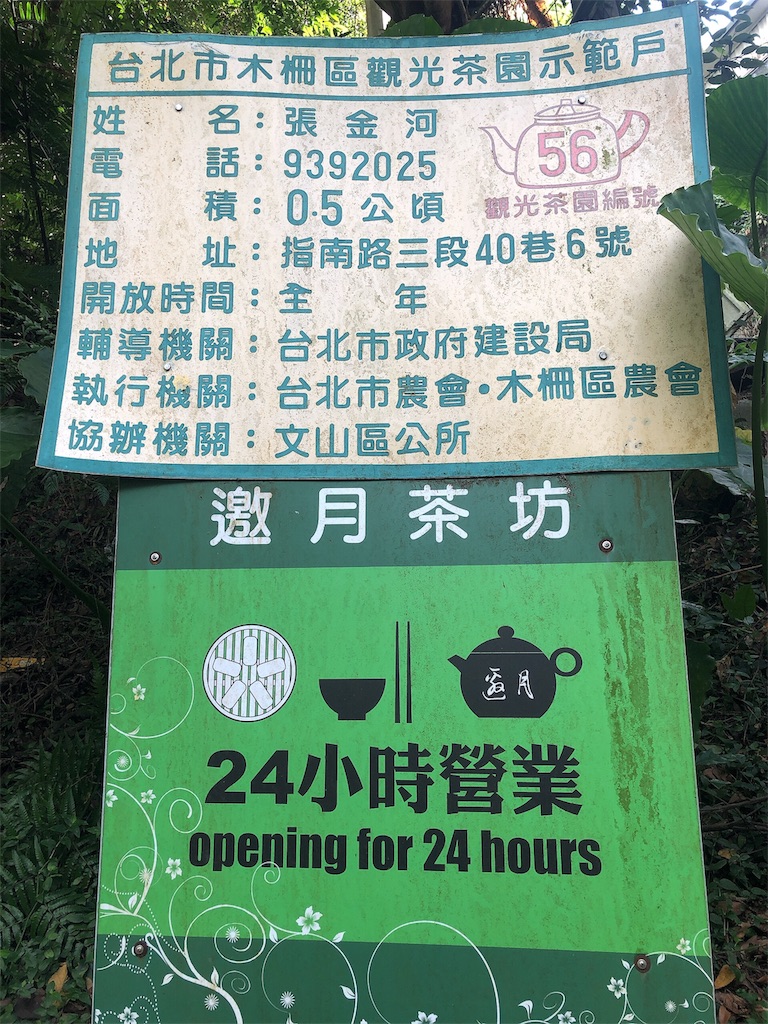 台北市木柵區觀光茶園示範戶
姓名：張金河
電話：9392025
面積：0.5公頃
56
觀光茶園編號
地址：指南路三段40巷6號
開放時間：全年
輔導機關：台北市政府建設局
執行機關：台北市農會•木柵區農會
協辦機關：文山區公所
邀月茶坊
邀月
24小時營業
opening for 24 hours